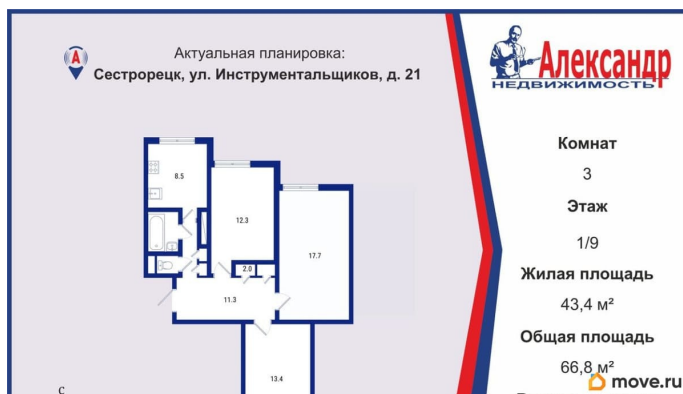 Актуальная планировка:
Сестрорецк, ул. Инструментальщиков, д. 21
А
Александр
НЕДВИЖИМОСТЬ
Комнат
3
Этаж
1/9
Жилая площадь
43,4 м²
Общая площадь
66,8 м²
move.ru
8.5
12.3
17.7
2.0
11.3
13.4
с